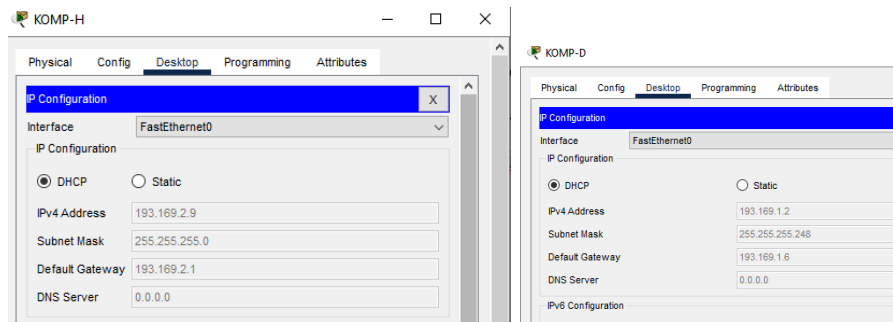 KOMP-H
Physical Config Desktop Programming Attributes
IP Configuration X
Interface FastEthernet0
IP Configuration
DHCP Static
IPv4 Address 193.169.2.9
Subnet Mask 255.255.255.0
Default Gateway 193.169.2.1
DNS Server 0.0.0.0
KOMP-D
Physical Config Desktop Programming Attributes
IP Configuration
Interface FastEthernet0
IP Configuration
DHCP Static
IPv4 Address 193.169.1.2
Subnet Mask 255.255.255.248
Default Gateway 193.169.1.6
DNS Server 0.0.0.0
IPv6 Configuration